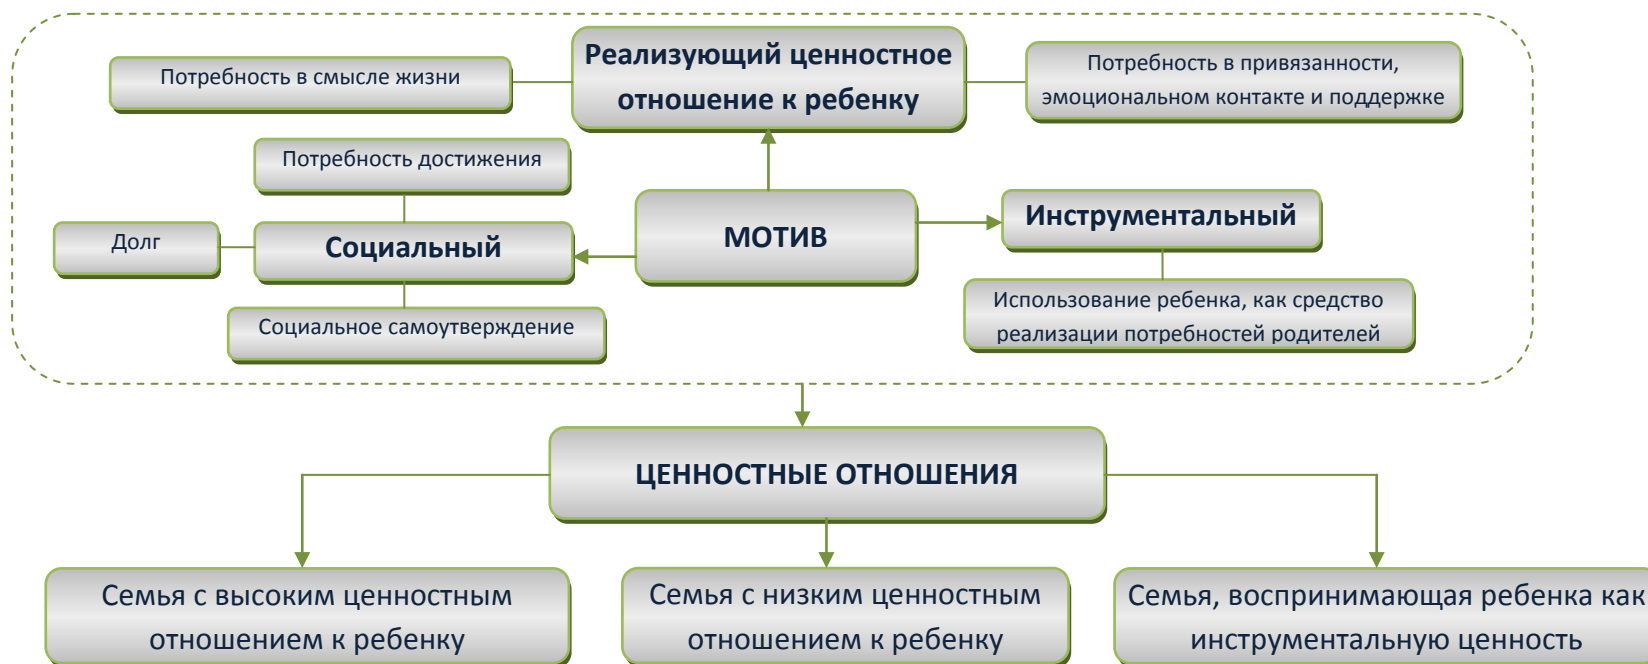 Реализующий ценностное
отношение к ребенку
Потребность в смысле жизни
Потребность в привязанности,
эмоциональном контакте и поддержке
Потребность достижения
Долг
Социальный
МОТИВ
Инструментальный
Социальное самоутверждение
Использование ребенка, как средство
реализации потребностей родителей
ЦЕННОСТНЫЕ ОТНОШЕНИЯ
Семья с высоким ценностным
отношением к ребенку
Семья с низким ценностным
отношением к ребенку
Семья, воспринимающая ребенка как
инструментальную ценность